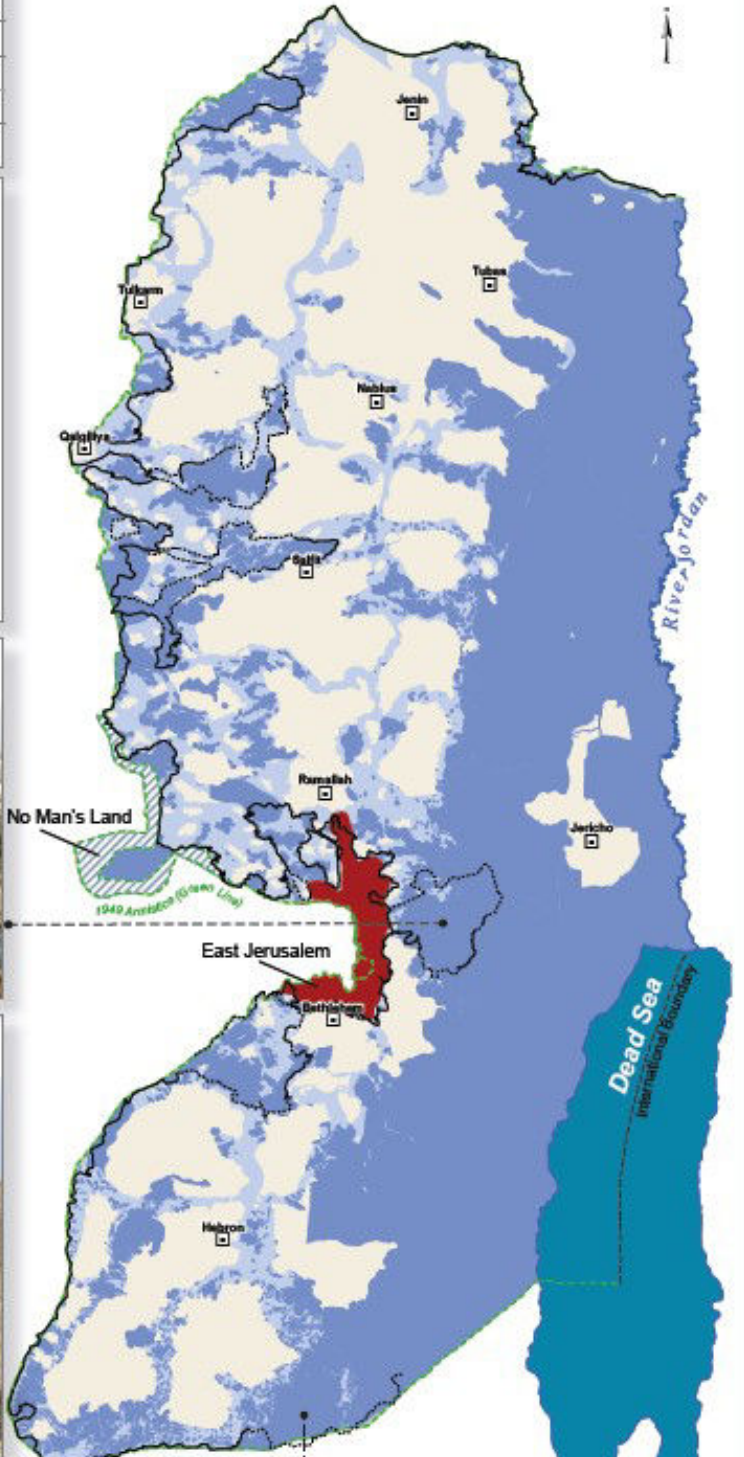 Jenin
Tubas
Tulkarm
Nablus
Qalqiliya
Salfit
River Jordan
Ramallah
No Man's Land
Jericho
1949 Armistice (Green Line)
East Jerusalem
Bethlehem
Dead Sea
International Boundary
Hebron